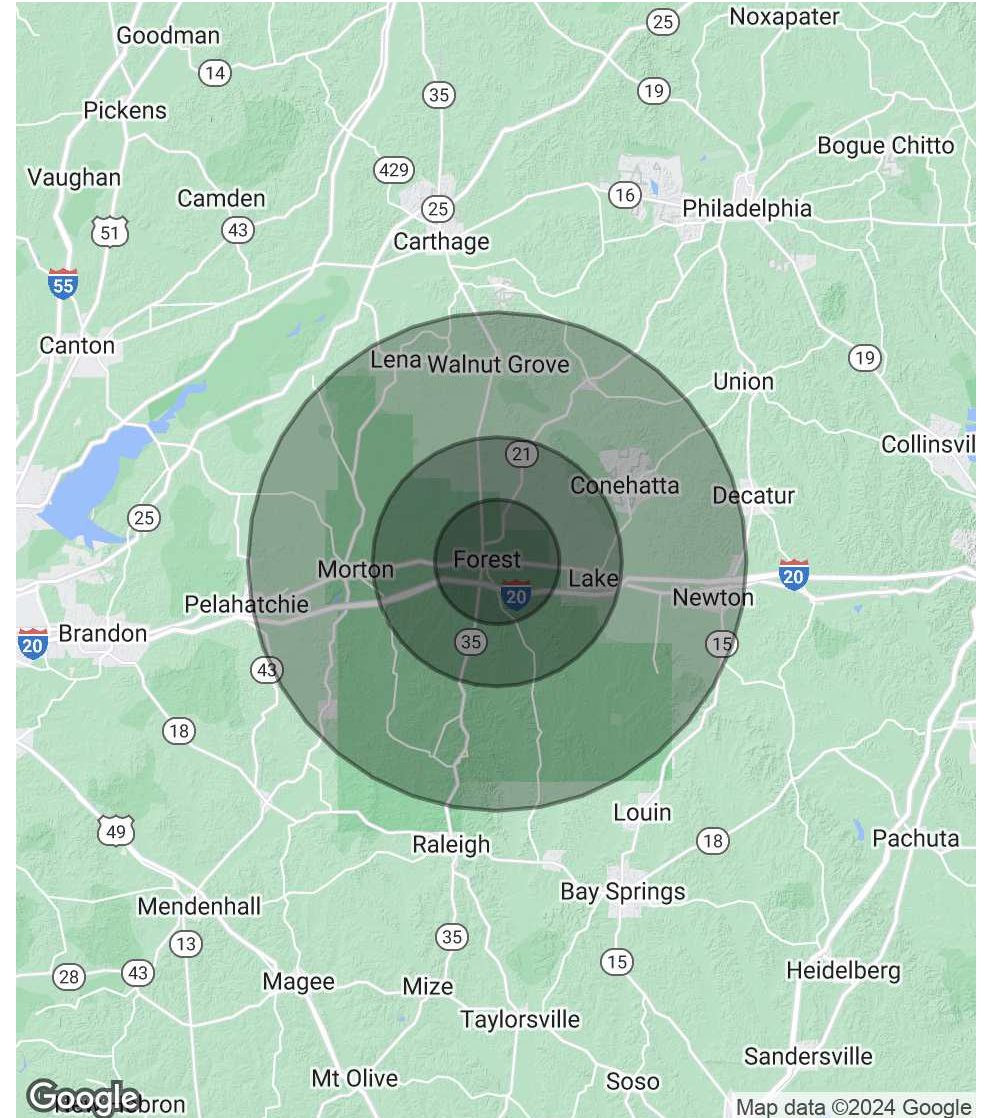 Noxapater
25
Goodman
14
19
35
Pickens
Bogue Chitto
429
Vaughan
Camden
16
25
Philadelphia
51
43
Carthage
55
Canton
19
Lena
Walnut Grove
Union
Collinsvil
21
Conehatta
Decatur
25
Forest
Morton
Lake
20
20
Newton
Pelahatchie
Brandon
20
35
15
43
18
Louin
49
18
Pachuta
Raleigh
Bay Springs
Mendenhall
35
13
15
28
43
Heidelberg
Magee
Mize
Taylorsville
Sandersville
Mt Olive
Soso
Google
Map data ©2024 Google